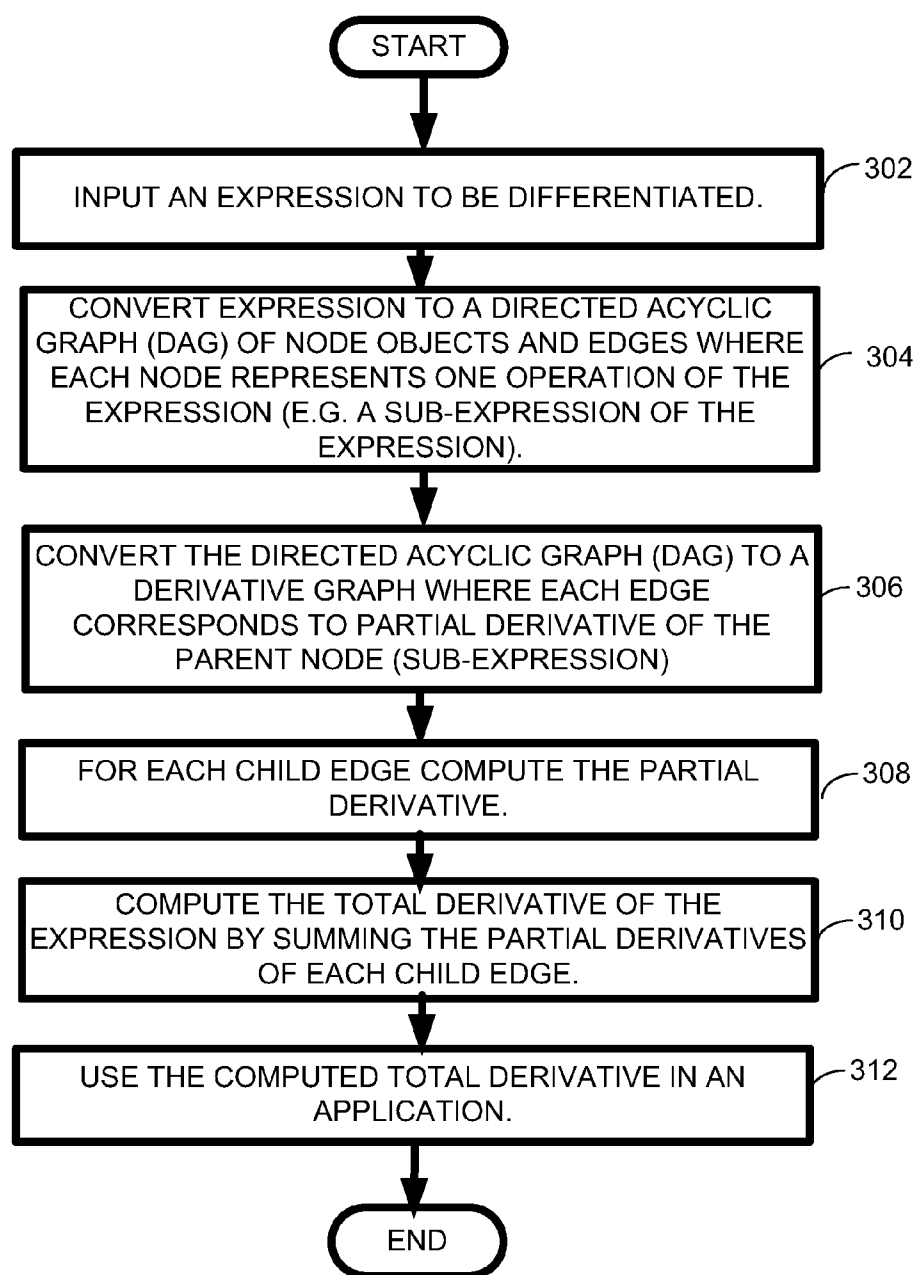 START
INPUT AN EXPRESSION TO BE DIFFERENTIATED.
302
CONVERT EXPRESSION TO A DIRECTED ACYCLIC
GRAPH (DAG) OF NODE OBJECTS AND EDGES WHERE
EACH NODE REPRESENTS ONE OPERATION OF THE
EXPRESSION (E.G. A SUB-EXPRESSION OF THE
EXPRESSION).
304
CONVERT THE DIRECTED ACYCLIC GRAPH (DAG) TO A
DERIVATIVE GRAPH WHERE EACH EDGE
CORRESPONDS TO PARTIAL DERIVATIVE OF THE
PARENT NODE (SUB-EXPRESSION)
306
FOR EACH CHILD EDGE COMPUTE THE PARTIAL
DERIVATIVE.
308
COMPUTE THE TOTAL DERIVATIVE OF THE
EXPRESSION BY SUMMING THE PARTIAL DERIVATIVES
OF EACH CHILD EDGE.
310
USE THE COMPUTED TOTAL DERIVATIVE IN AN
APPLICATION.
312
END